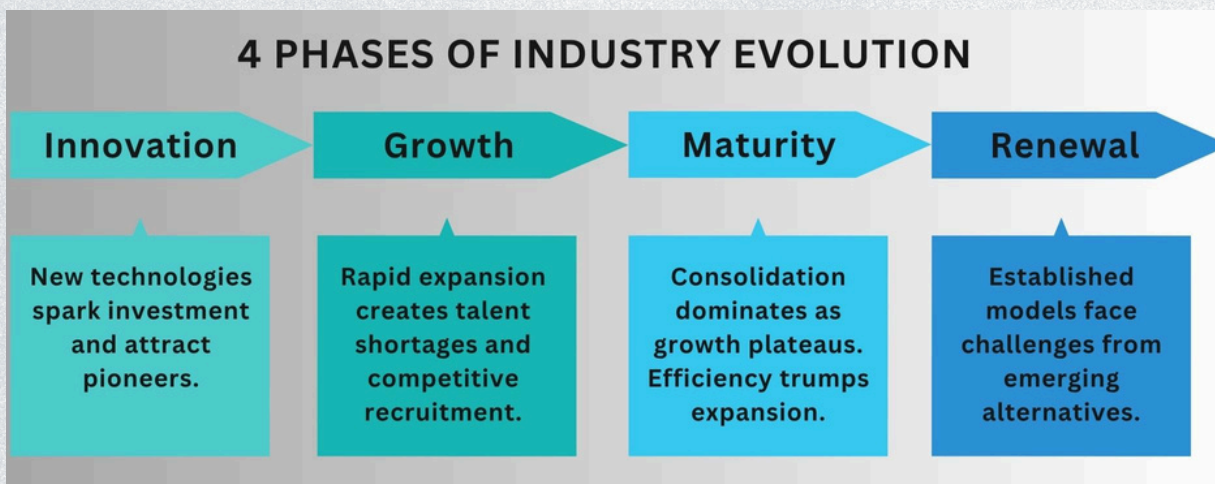 4 PHASES OF INDUSTRY EVOLUTION
Innovation
Growth
Maturity
Renewal
New technologies
spark investment
and attract
pioneers.
Rapid expansion
creates talent
shortages and
competitive
recruitment.
Consolidation
dominates as
growth plateaus.
Efficiency trumps
expansion.
Established
models face
challenges from
emerging
alternatives.